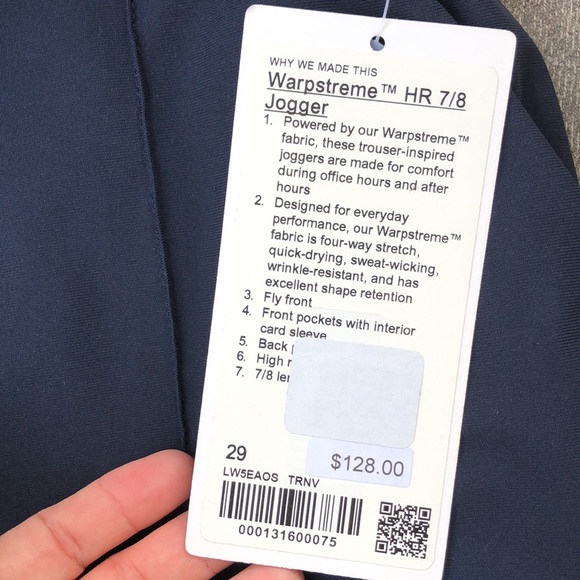 WHY WE MADE THIS
Warpstreme™ HR 7/8
Jogger
1. Powered by our Warpstreme™
fabric, these trouser-inspired
joggers are made for comfort
during office hours and after
hours
2. Designed for everyday
performance, our Warpstreme™
fabric is four-way stretch,
quick-drying, sweat-wicking,
wrinkle-resistant, and has
excellent shape retention
3. Fly front
4. Front pockets with interior
card sleeve
5. Back
6. High
7. 7/8
29
$128.00
LW5EAOS TRNV
000131600075